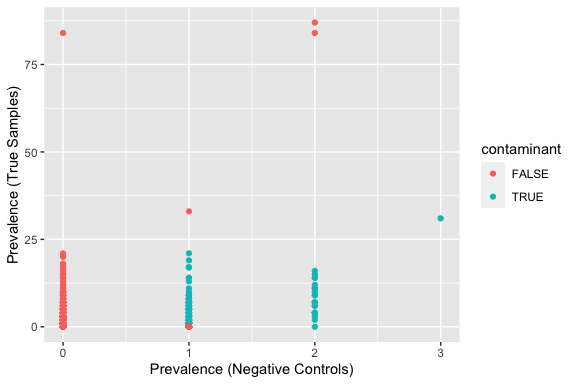 Prevalence (True Samples)
75
50
25
0
0 1 2 3
Prevalence (Negative Controls)
contaminant
FALSE
TRUE